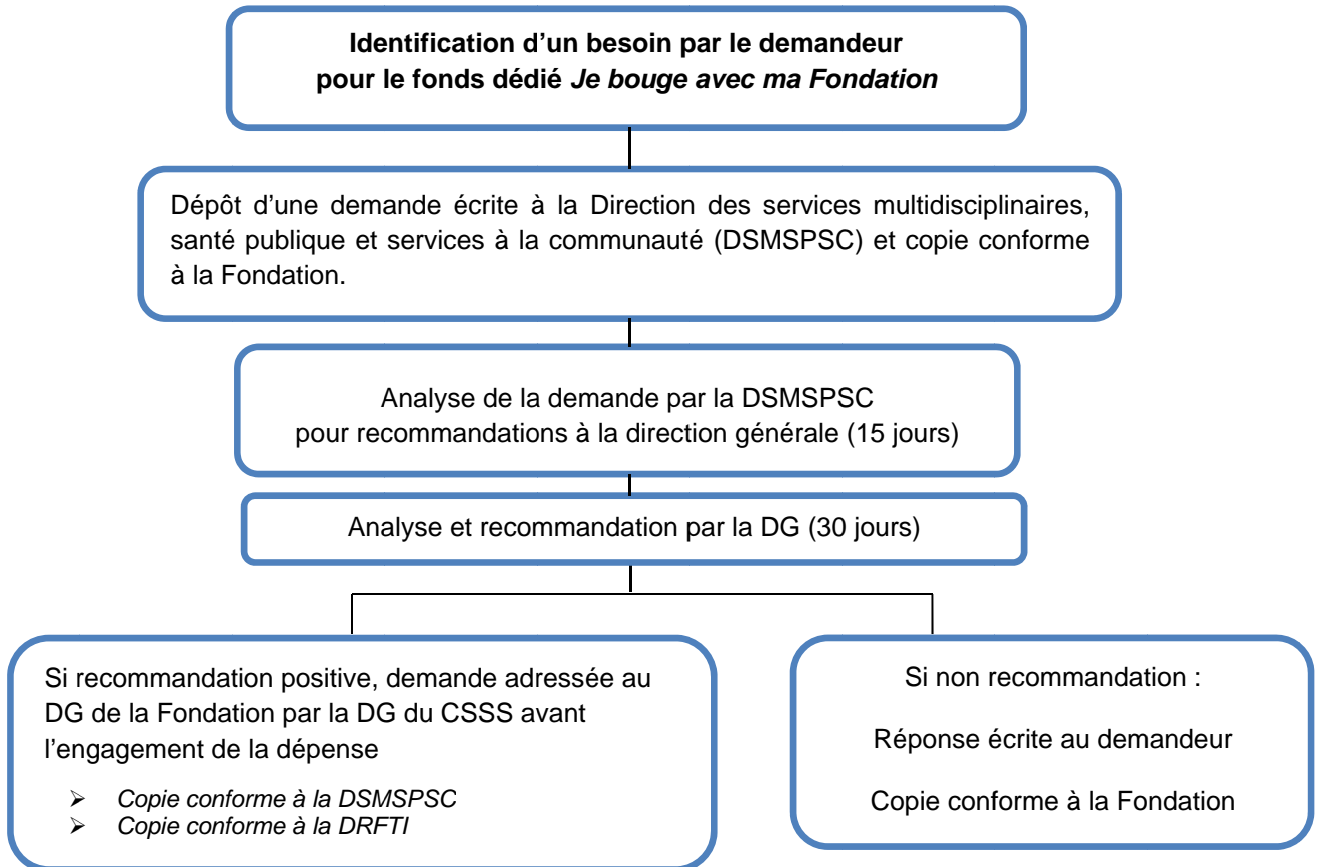 Identification d’un besoin par le demandeur
pour le fonds dédié Je bouge avec ma Fondation
Dépôt d’une demande écrite à la Direction des services multidisciplinaires,
santé publique et services à la communauté (DSMSPSC) et copie conforme
à la Fondation.
Analyse de la demande par la DSMSPSC
pour recommandations à la direction générale (15 jours)
Analyse et recommandation par la DG (30 jours)
Si recommandation positive, demande adressée au
DG de la Fondation par la DG du CSSS avant
l’engagement de la dépense
➢ Copie conforme à la DSMSPSC
➢ Copie conforme à la DRFTI
Si non recommandation :
Réponse écrite au demandeur
Copie conforme à la Fondation